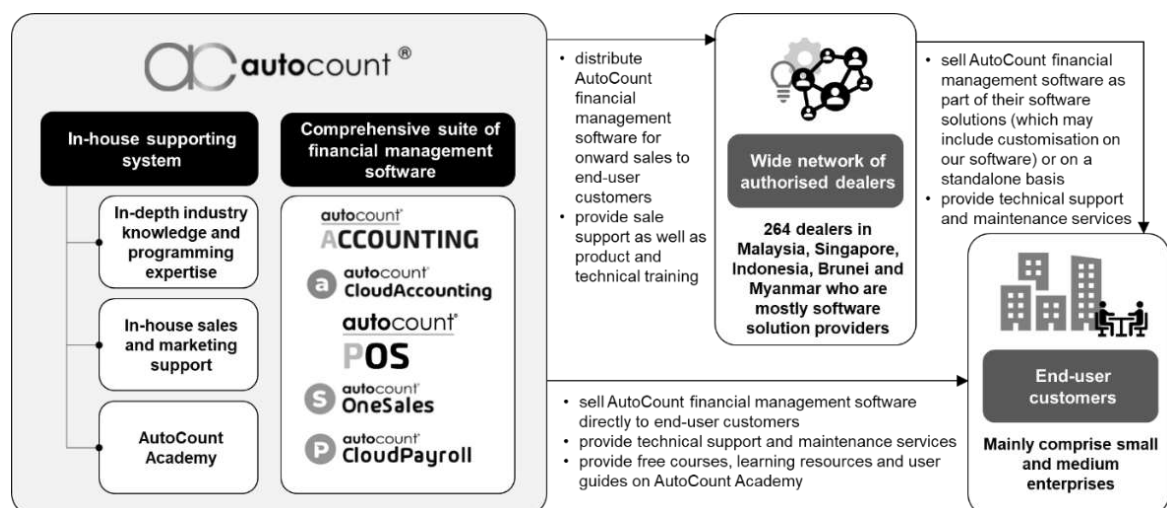 autocount®
In-house supporting
system
In-depth industry
knowledge and
programming
expertise
In-house sales
and marketing
support
AutoCount
Academy
Comprehensive suite of
financial management
software
autocount®
ACCOUNTING
a autocount®
CloudAccounting
autocount®
POS
S autocount®
OneSales
P autocount®
CloudPayroll
• distribute
AutoCount
financial
management
software for
onward sales to
end-user
customers
• provide sale
support as well as
product and
technical training
Wide network of
authorised dealers
264 dealers in
Malaysia, Singapore,
Indonesia, Brunei and
Myanmar who are
mostly software
solution providers
• sell AutoCount financial
management software as
part of their software
solutions (which may
include customisation on
our software) or on a
standalone basis
• provide technical support
and maintenance services
• sell AutoCount financial management software
directly to end-user customers
• provide technical support and maintenance services
• provide free courses, learning resources and user
guides on AutoCount Academy
End-user
customers
Mainly comprise small
and medium
enterprises